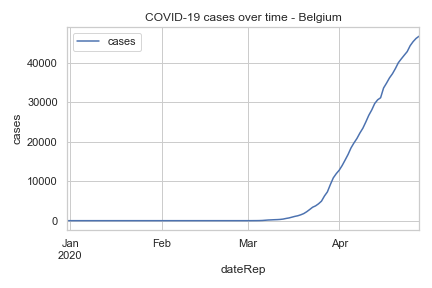 COVID-19 cases over time - Belgium
cases
40000
30000
20000
10000
0
cases
Jan
2020
Feb
Mar
Apr
dateRep